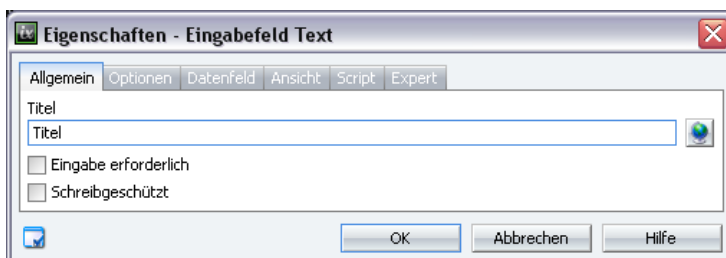 Eigenschaften - Eingabefeld Text
Allgemein Optionen Datenfeld Ansicht Script Expert
Titel
Titel
Eingabe erforderlich
Schreibgeschützt
OK Abbrechen Hilfe